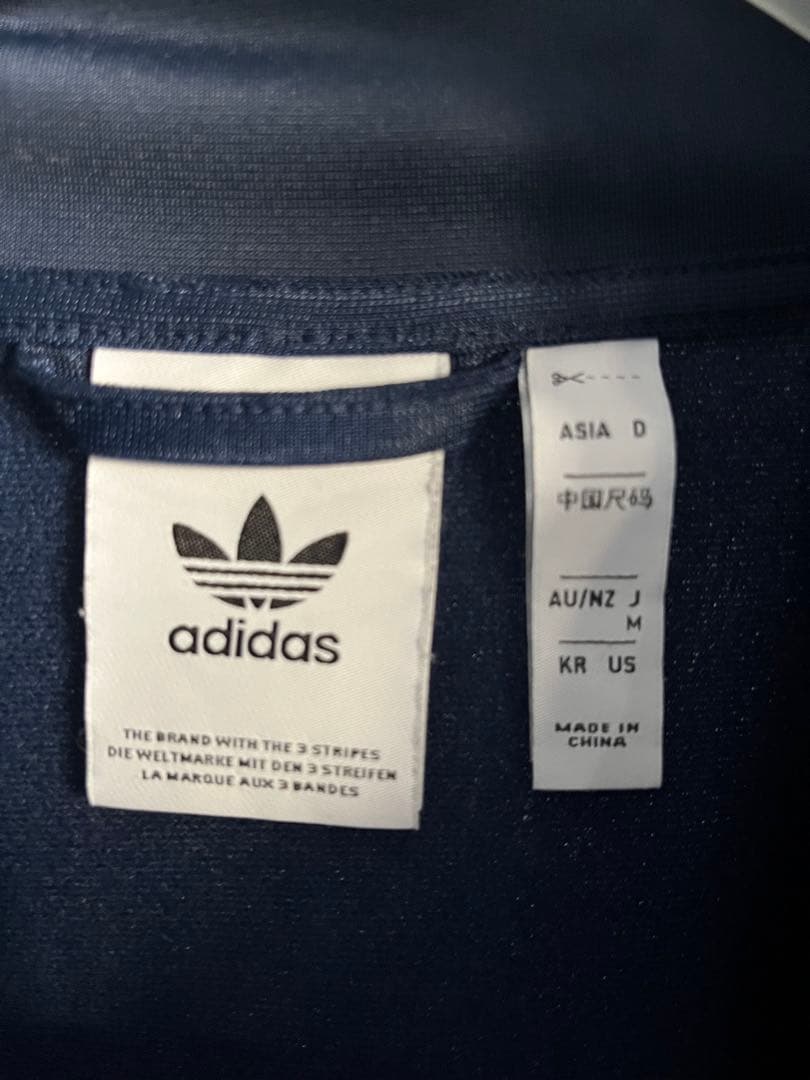 adidas
THE BRAND WITH THE 3 STRIPES
DIE WELTMARKE MIT DEN 3 STREIFEN
LA MARQUE AUX 3 BANDES
ASIA D
中国尺码
AU/NZ J
M
KR US
MADE IN
CHINA